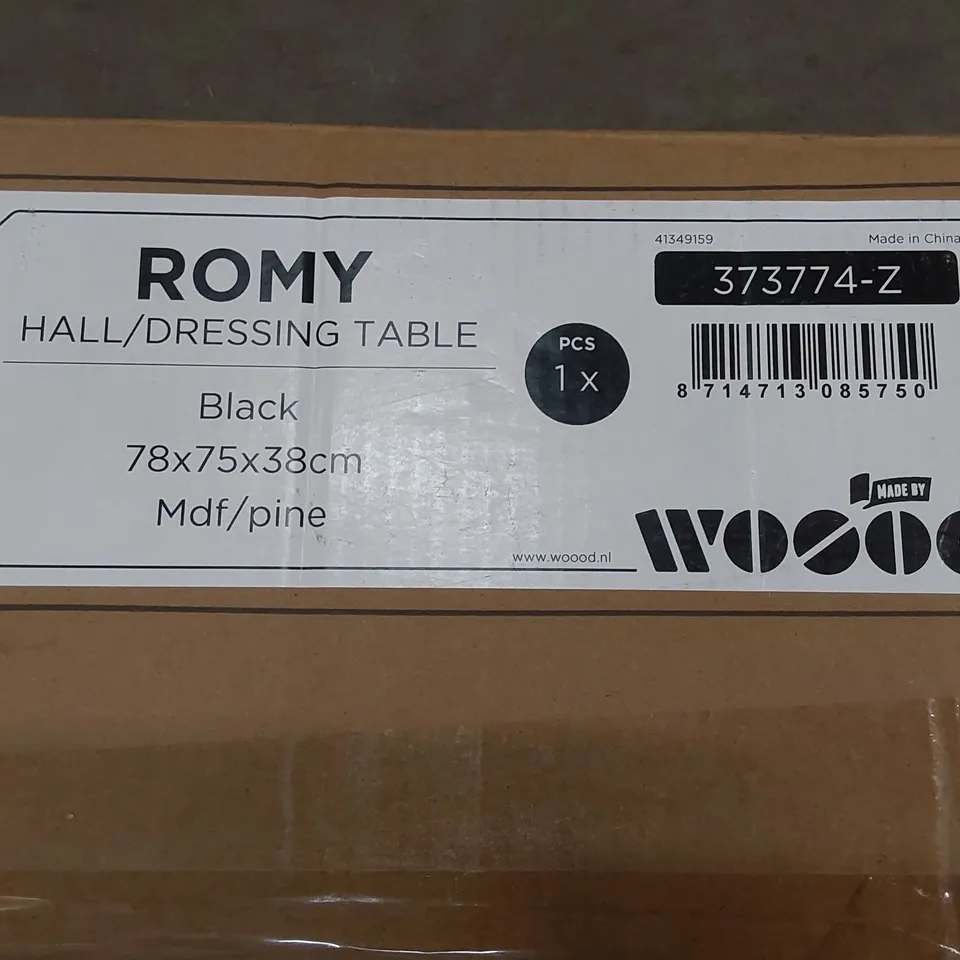 ROMY
HALL/DRESSING TABLE
Black
78x75x38cm
Mdf/pine
PCS
1 x
41349159
Made in China
373774-Z
8 714713 085750
www.woood.nl
MADE BY
WOOO